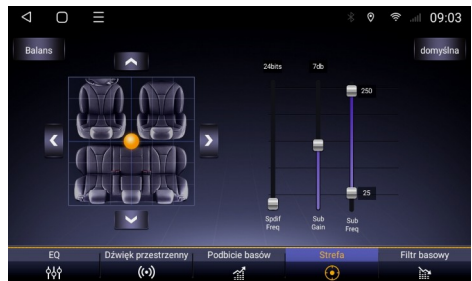 09:03
Balans
domyślna
24bits 7db
250
25
Spdif Freq
Sub Gain
Sub Freq
EQ Dźwięk przestrzenny Podbicie basów Strefa Filtr basowy